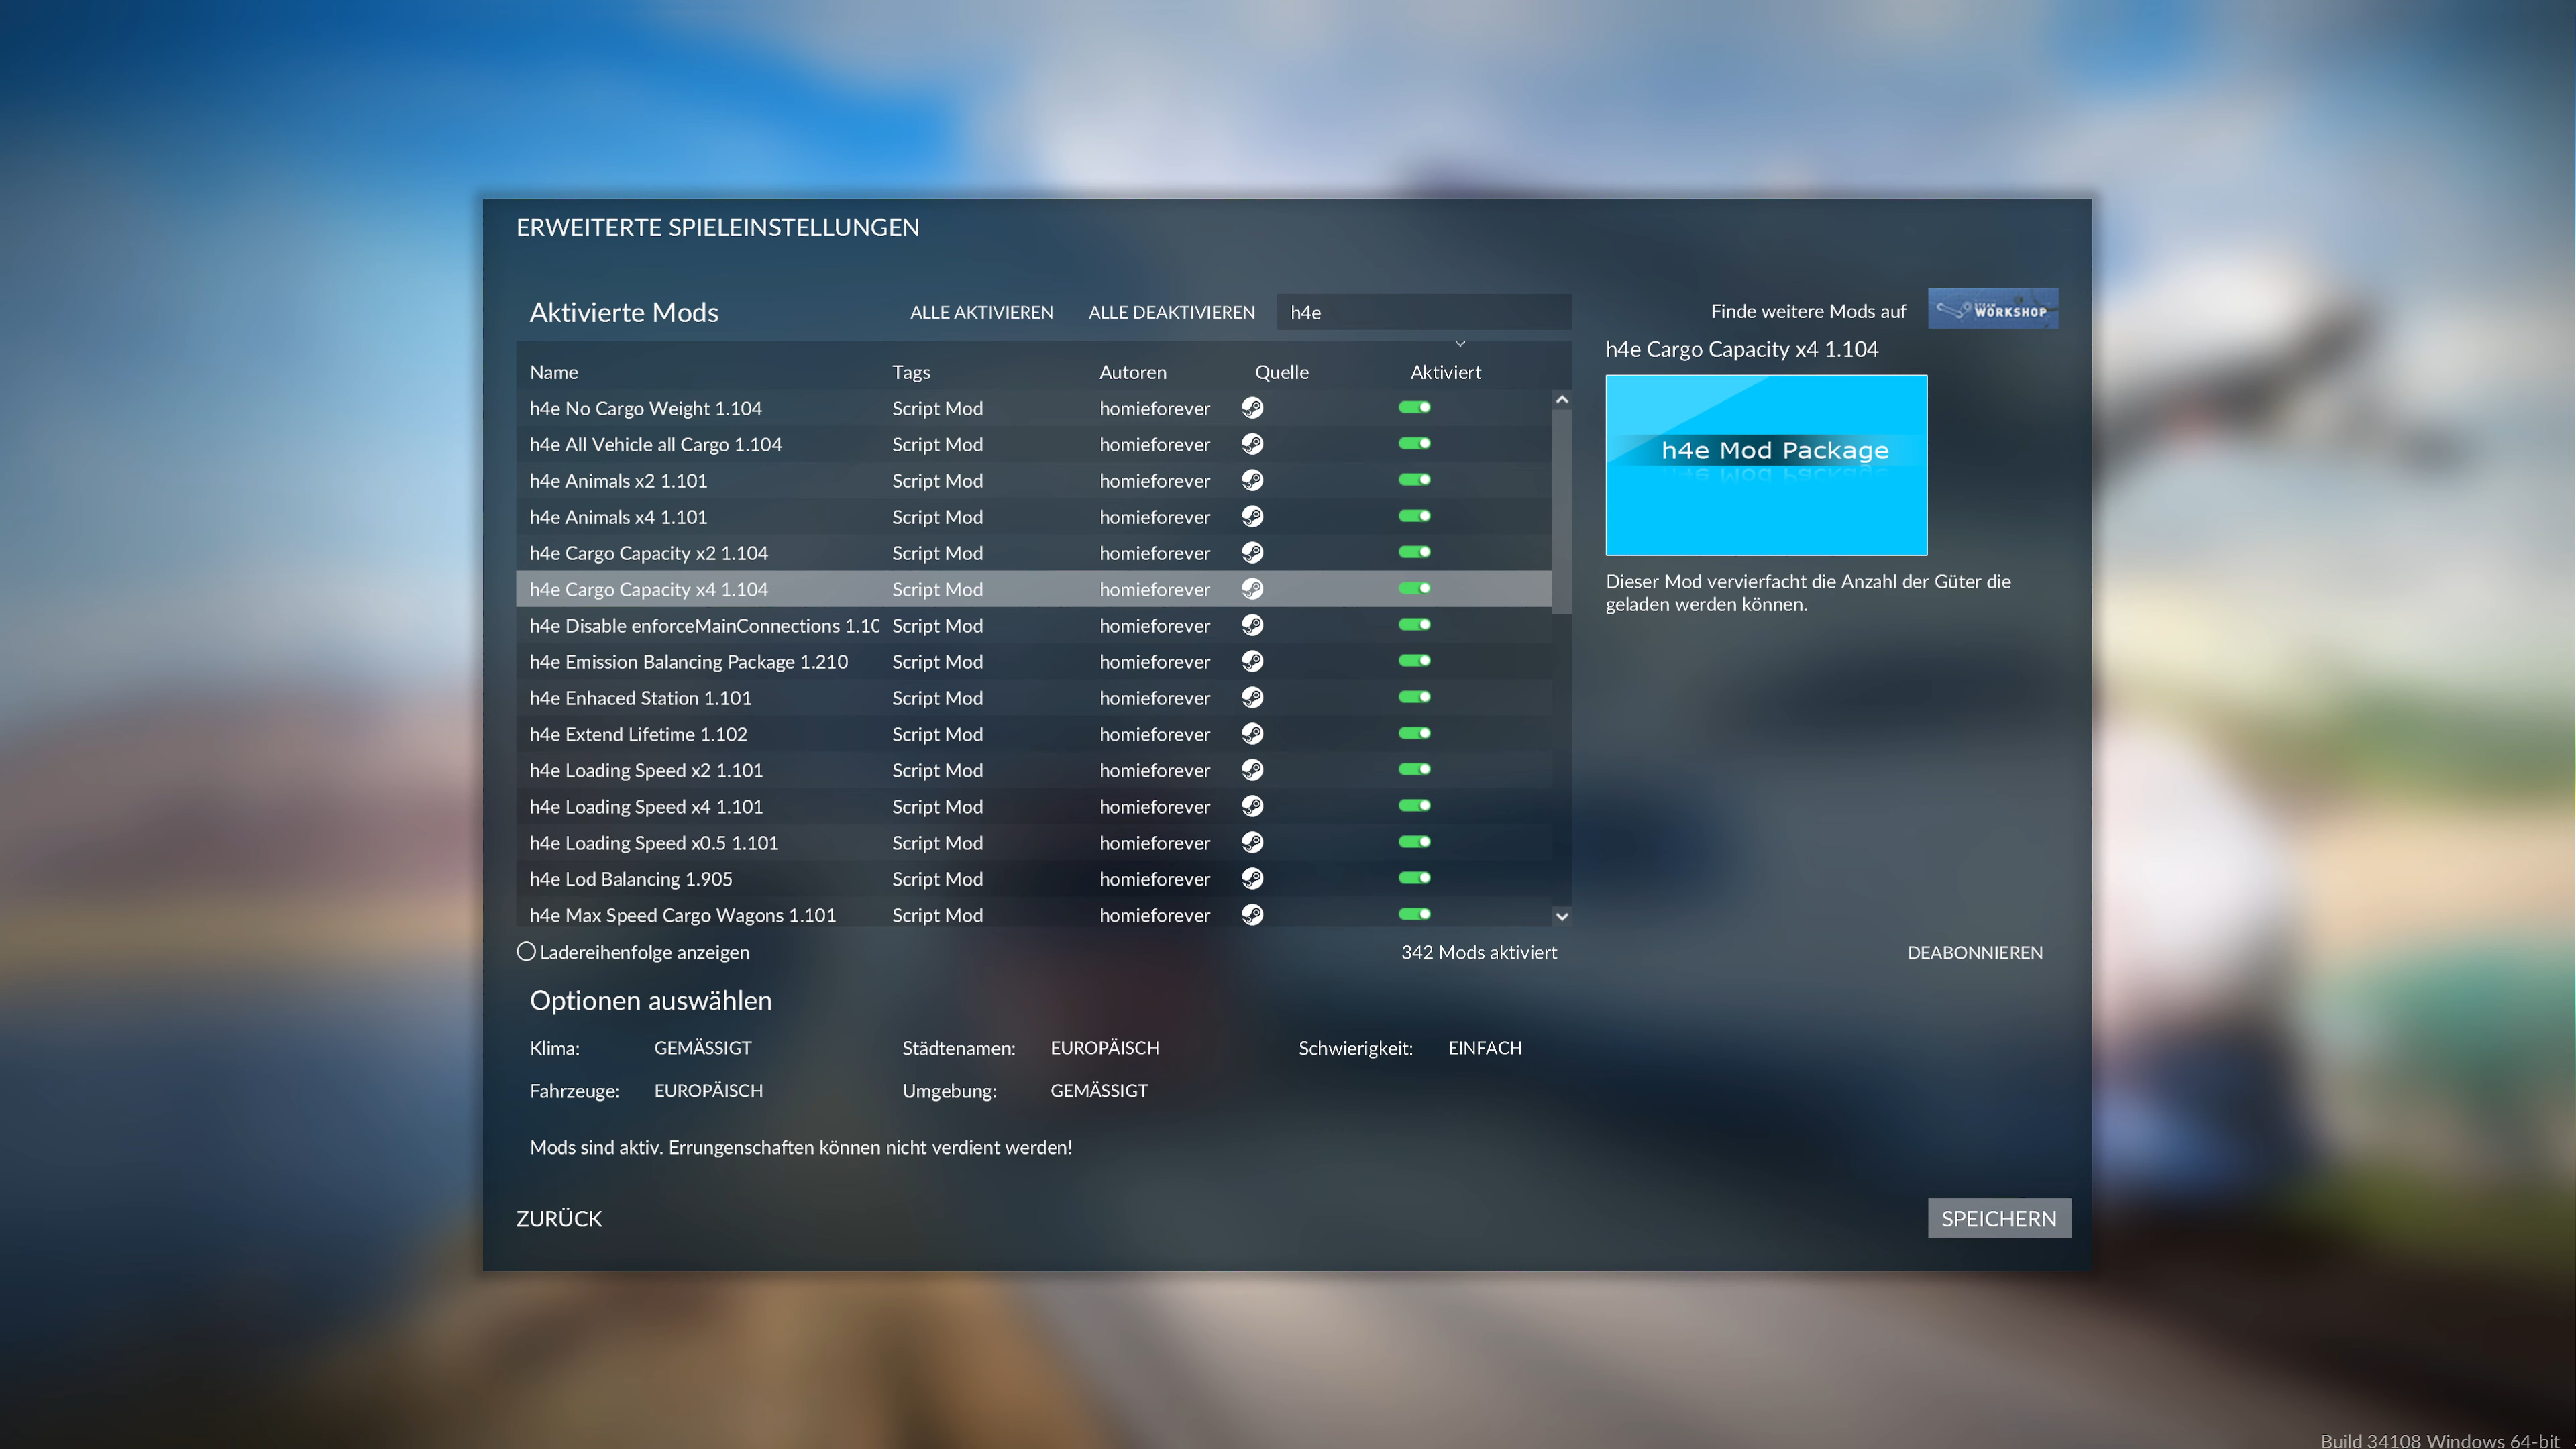 ERWEITERTE SPIELEINSTELLUNGEN
Aktivierte Mods ALLE AKTIVIEREN ALLE DEAKTIVIEREN h4e
Finde weitere Mods auf STEAM WORKSHOP
h4e Cargo Capacity x4 1.104
Name Tags Autoren Quelle Aktiviert
h4e No Cargo Weight 1.104 Script Mod homieforever
h4e All Vehicle all Cargo 1.104 Script Mod homieforever
h4e Animals x2 1.101 Script Mod homieforever
h4e Animals x4 1.101 Script Mod homieforever
h4e Cargo Capacity x2 1.104 Script Mod homieforever
h4e Cargo Capacity x4 1.104 Script Mod homieforever
h4e Disable enforceMainConnections 1.10 Script Mod homieforever
h4e Emission Balancing Package 1.210 Script Mod homieforever
h4e Enhaced Station 1.101 Script Mod homieforever
h4e Extend Lifetime 1.102 Script Mod homieforever
h4e Loading Speed x2 1.101 Script Mod homieforever
h4e Loading Speed x4 1.101 Script Mod homieforever
h4e Loading Speed x0.5 1.101 Script Mod homieforever
h4e Lod Balancing 1.905 Script Mod homieforever
h4e Max Speed Cargo Wagons 1.101 Script Mod homieforever
h4e Mod Package
Dieser Mod vervierfacht die Anzahl der Güter die
geladen werden können.
Ladereihenfolge anzeigen 342 Mods aktiviert DEABONNIEREN
Optionen auswählen
Klima: GEMÄSSIGT Städtenamen: EUROPÄISCH Schwierigkeit: EINFACH
Fahrzeuge: EUROPÄISCH Umgebung: GEMÄSSIGT
Mods sind aktiv. Errungenschaften können nicht verdient werden!
ZURÜCK SPEICHERN
Build 34108 Windows 64-bit